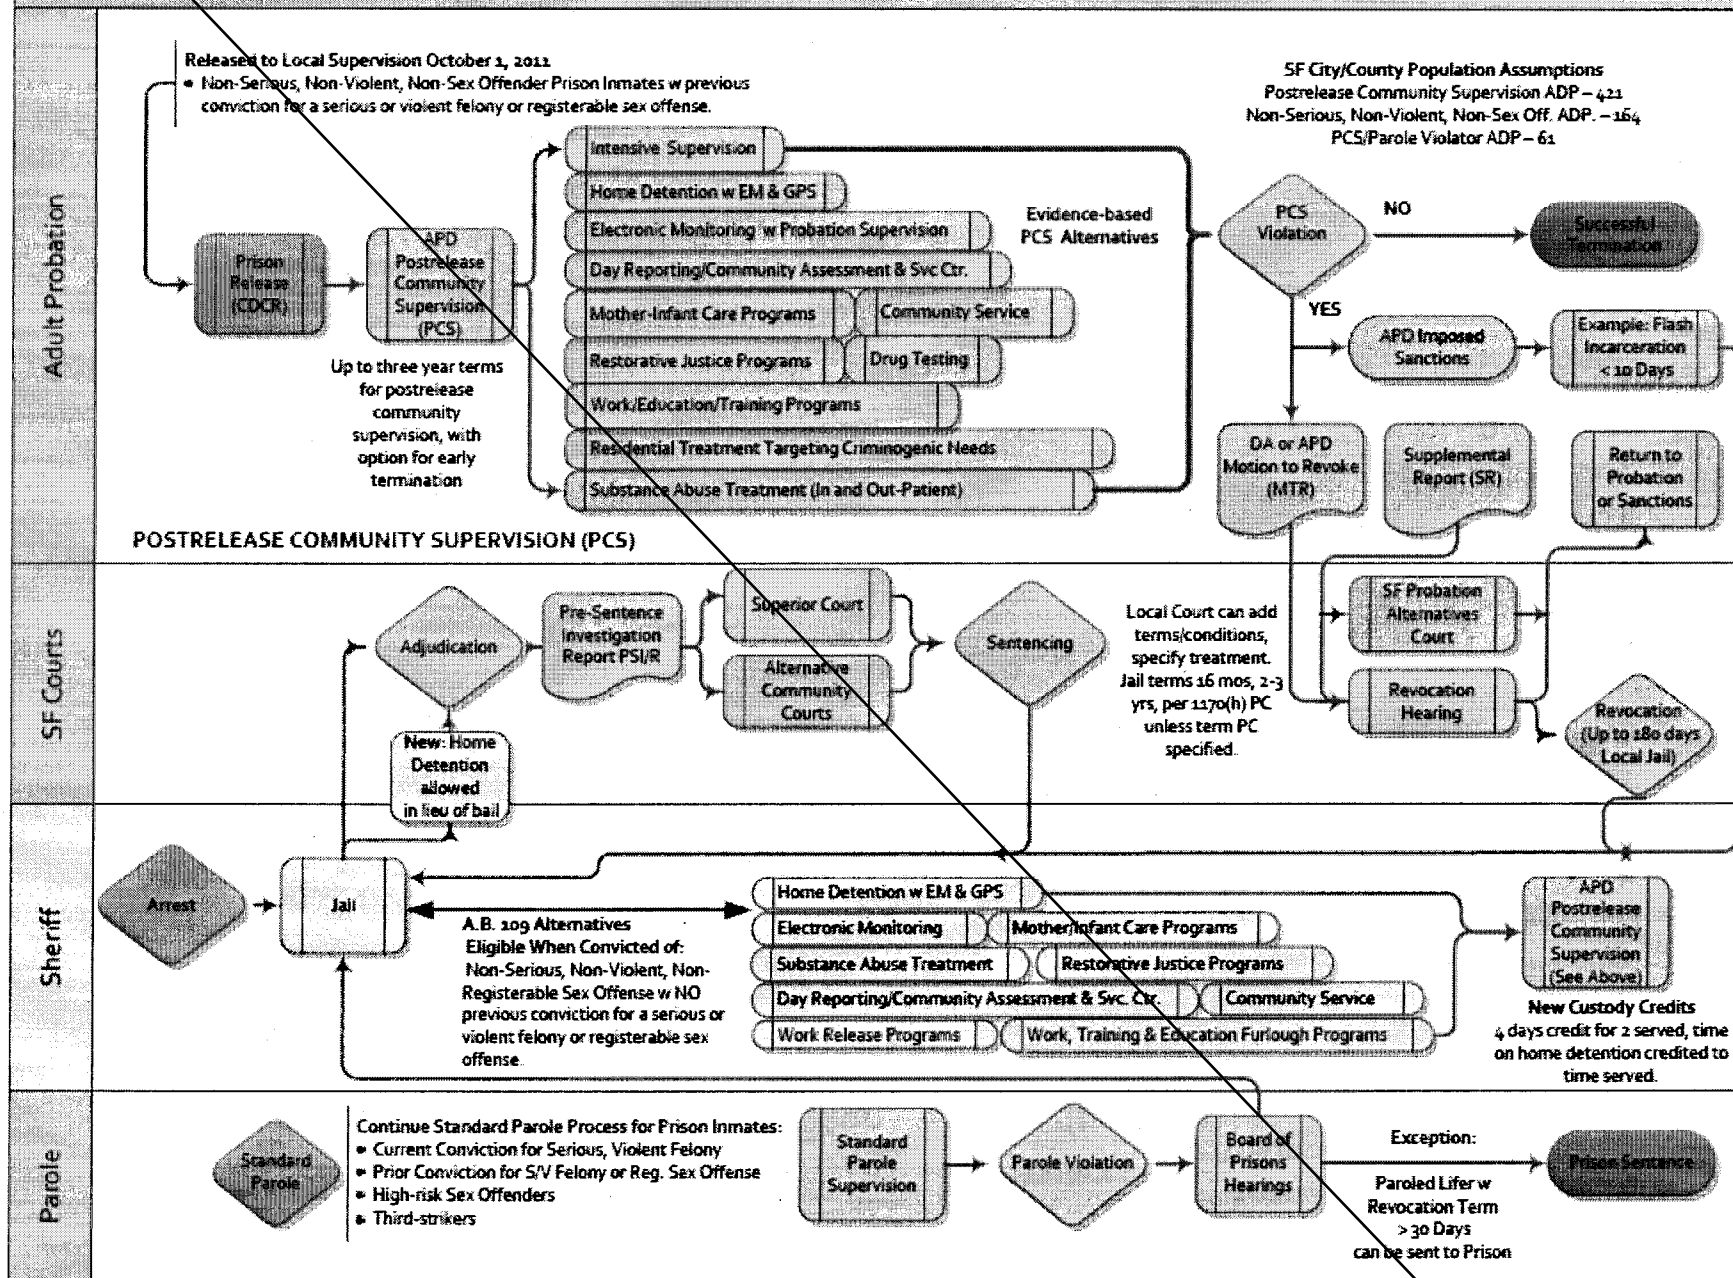 Adult Probation
Released to Local Supervision October 1, 2011
• Non-Serious, Non-Violent, Non-Sex Offender Prison Inmates w previous
conviction for a serious or violent felony or registerable sex offense.
SF City/County Population Assumptions
Postrelease Community Supervision ADP – 421
Non-Serious, Non-Violent, Non-Sex Off. ADP. – 164
PCS/Parole Violator ADP – 61
Prison
Release
(CDCR)
APD
Postrelease
Community
Supervision
(PCS)
Up to three year terms
for postrelease
community
supervision, with
option for early
termination
Intensive Supervision
Home Detention w EM & GPS
Electronic Monitoring w Probation Supervision
Day Reporting/Community Assessment & Svc Ctr.
Mother-Infant Care Programs
Community Service
Restorative Justice Programs
Drug Testing
Work/Education/Training Programs
Residential Treatment Targeting Criminogenic Needs
Substance Abuse Treatment (In and Out-Patient)
Evidence-based
PCS Alternatives
PCS
Violation
NO
Successful
Termination
YES
APD Imposed
Sanctions
Example: Flash
Incarceration
< 10 Days
DA or APD
Motion to Revoke
(MTR)
Supplemental
Report (SR)
Return to
Probation
or Sanctions
POSTRELEASE COMMUNITY SUPERVISION (PCS)
SF Courts
Adjudication
Pre-Sentence
Investigation
Report PSI/R
Superior Court
Alternative
Community
Courts
Sentencing
Local Court can add
terms/conditions,
specify treatment.
Jail terms 16 mos, 2-3
yrs, per 1170(h) PC
unless term PC
specified.
SF Probation
Alternatives
Court
Revocation
Hearing
Revocation
(Up to 180 days
Local Jail)
New: Home
Detention
allowed
in lieu of bail
Sheriff
Arrest
Jail
A.B. 109 Alternatives
Eligible When Convicted of:
Non-Serious, Non-Violent, Non-
Registerable Sex Offense w NO
previous conviction for a serious or
violent felony or registerable sex
offense.
Home Detention w EM & GPS
Electronic Monitoring
Mother/Infant Care Programs
Substance Abuse Treatment
Restorative Justice Programs
Day Reporting/Community Assessment & Svc. Ctr.
Community Service
Work Release Programs
Work, Training & Education Furlough Programs
APD
Postrelease
Community
Supervision
(See Above)
New Custody Credits
4 days credit for 2 served, time
on home detention credited to
time served.
Parole
Standard
Parole
Continue Standard Parole Process for Prison Inmates:
• Current Conviction for Serious, Violent Felony
• Prior Conviction for S/V Felony or Reg. Sex Offense
• High-risk Sex Offenders
• Third-strikers
Standard
Parole
Supervision
Parole Violation
Board of
Prisons
Hearings
Exception:
Paroled Lifer w
Revocation Term
> 30 Days
can be sent to Prison
Prison Sentence